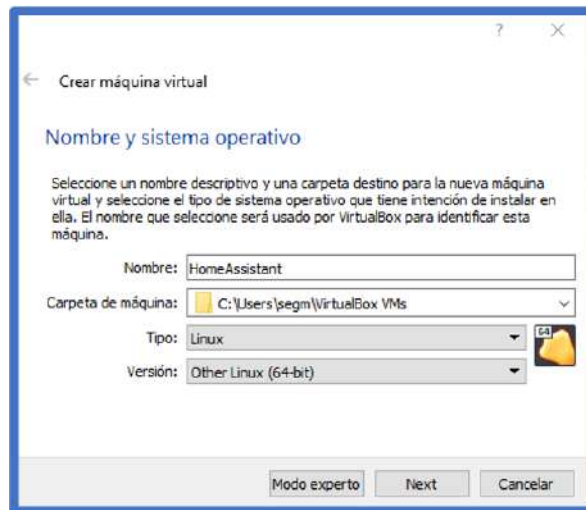 ?
Crear máquina virtual
Nombre y sistema operativo
Seleccione un nombre descriptivo y una carpeta destino para la nueva máquina
virtual y seleccione el tipo de sistema operativo que tiene intención de instalar en
ella. El nombre que seleccione será usado por VirtualBox para identificar esta
máquina.
Nombre: HomeAssistant
Carpeta de máquina: C:\Users\segm\VirtualBox VMs
Tipo: Linux
64
Versión: Other Linux (64-bit)
Modo experto Next Cancelar